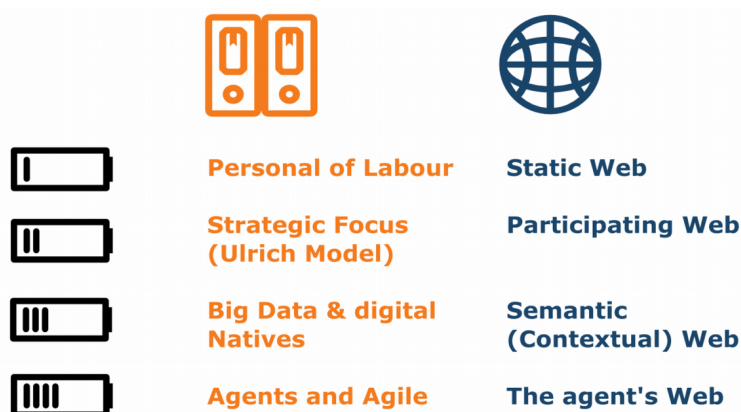 Personal of Labour
Static Web
Strategic Focus
(Ulrich Model)
Participating Web
Big Data & digital
Natives
Semantic
(Contextual) Web
Agents and Agile
The agent's Web